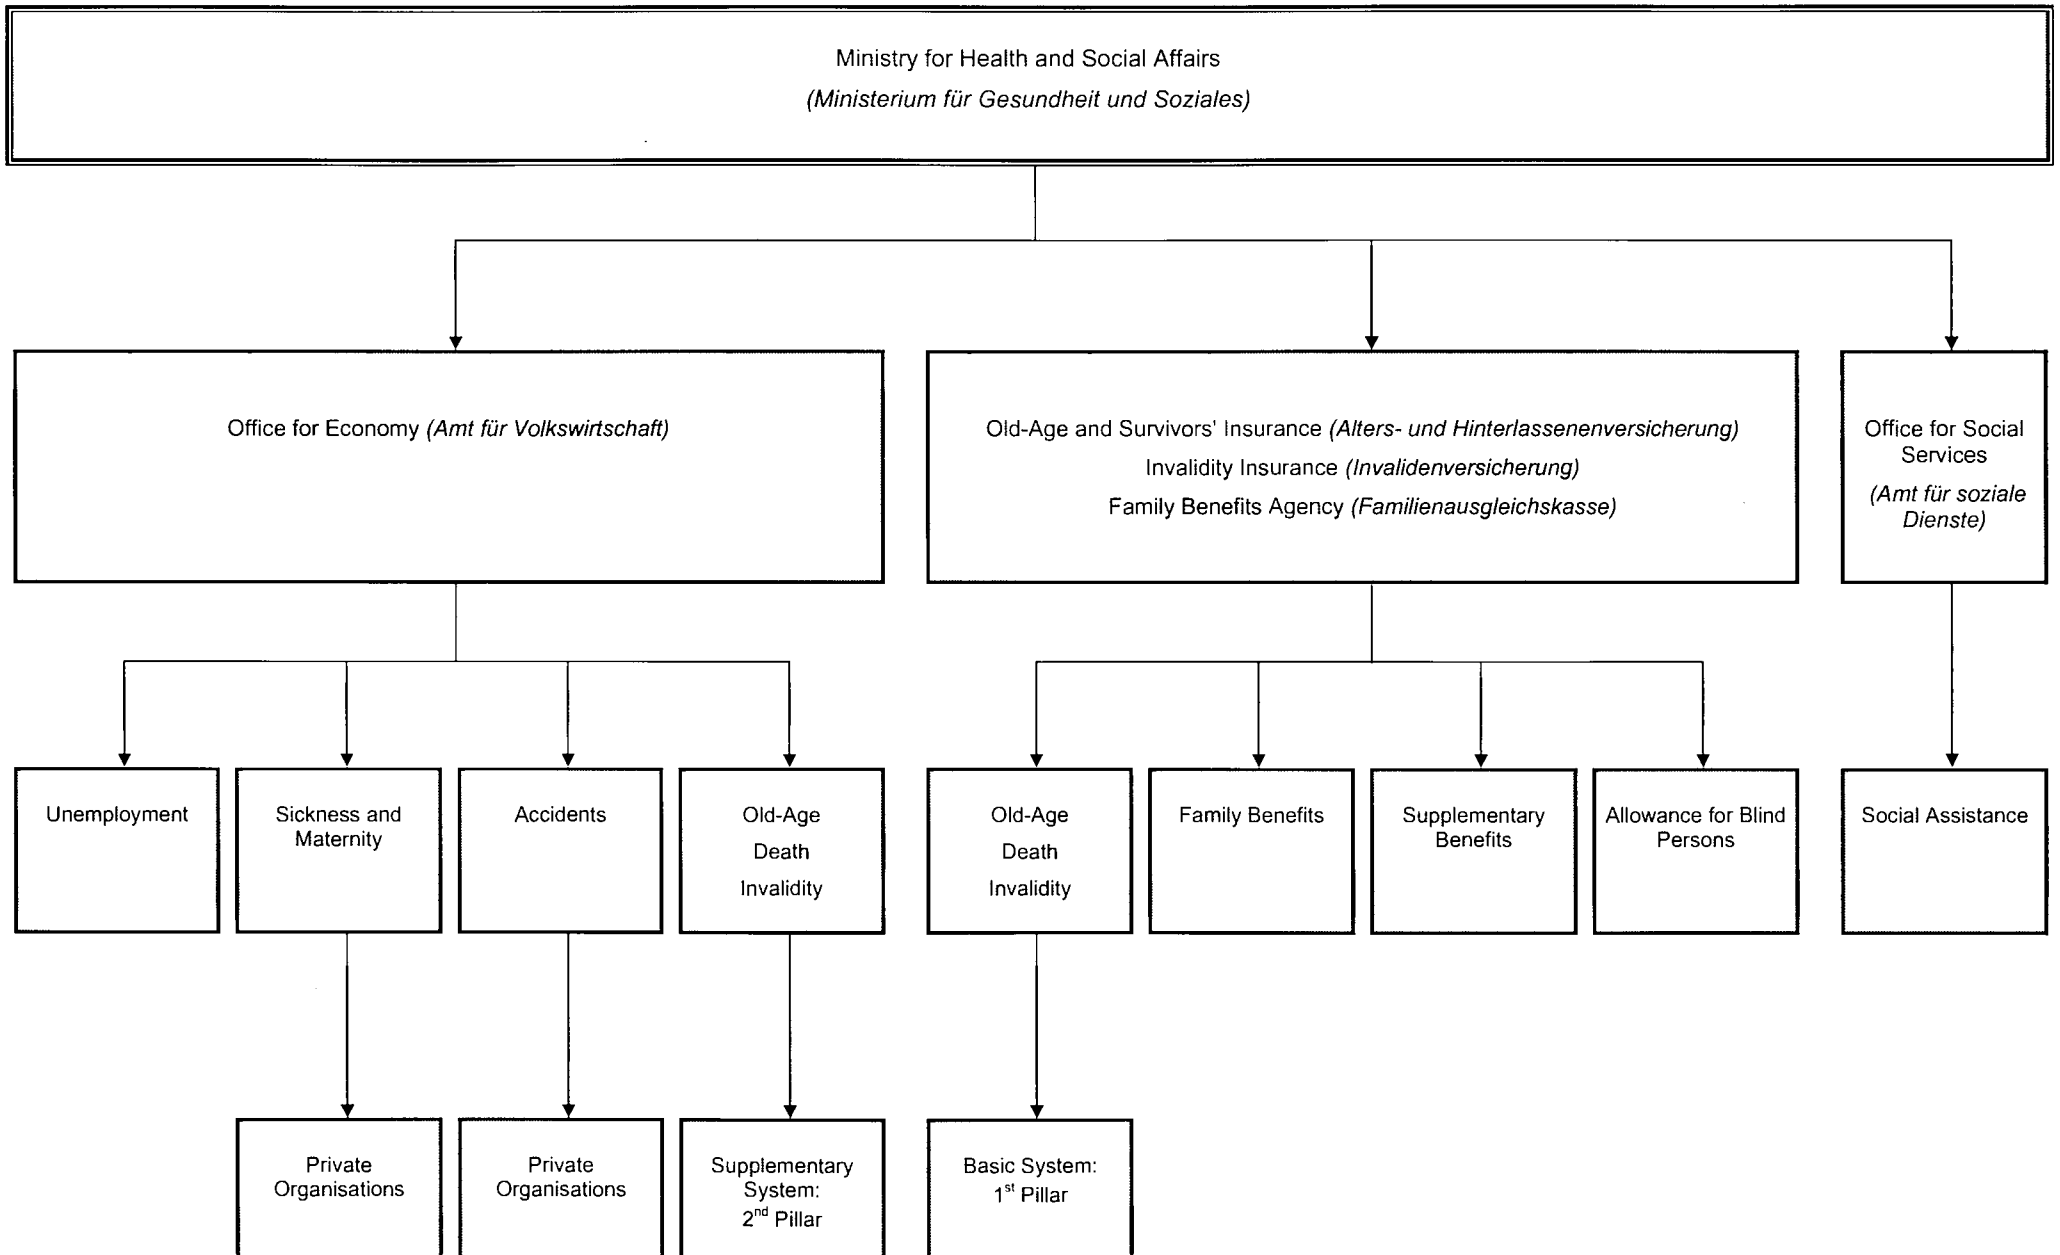 Ministry for Health and Social Affairs
(Ministerium für Gesundheit und Soziales)
Office for Economy (Amt für Volkswirtschaft)
Old-Age and Survivors' Insurance (Alters- und Hinterlassenenversicherung)
Invalidity Insurance (Invalidenversicherung)
Family Benefits Agency (Familienausgleichskasse)
Office for Social
Services
(Amt für soziale
Dienste)
Unemployment
Sickness and
Maternity
Accidents
Old-Age
Death
Invalidity
Old-Age
Death
Invalidity
Family Benefits
Supplementary
Benefits
Allowance for Blind
Persons
Social Assistance
Private
Organisations
Private
Organisations
Supplementary
System:
2nd Pillar
Basic System:
1st Pillar